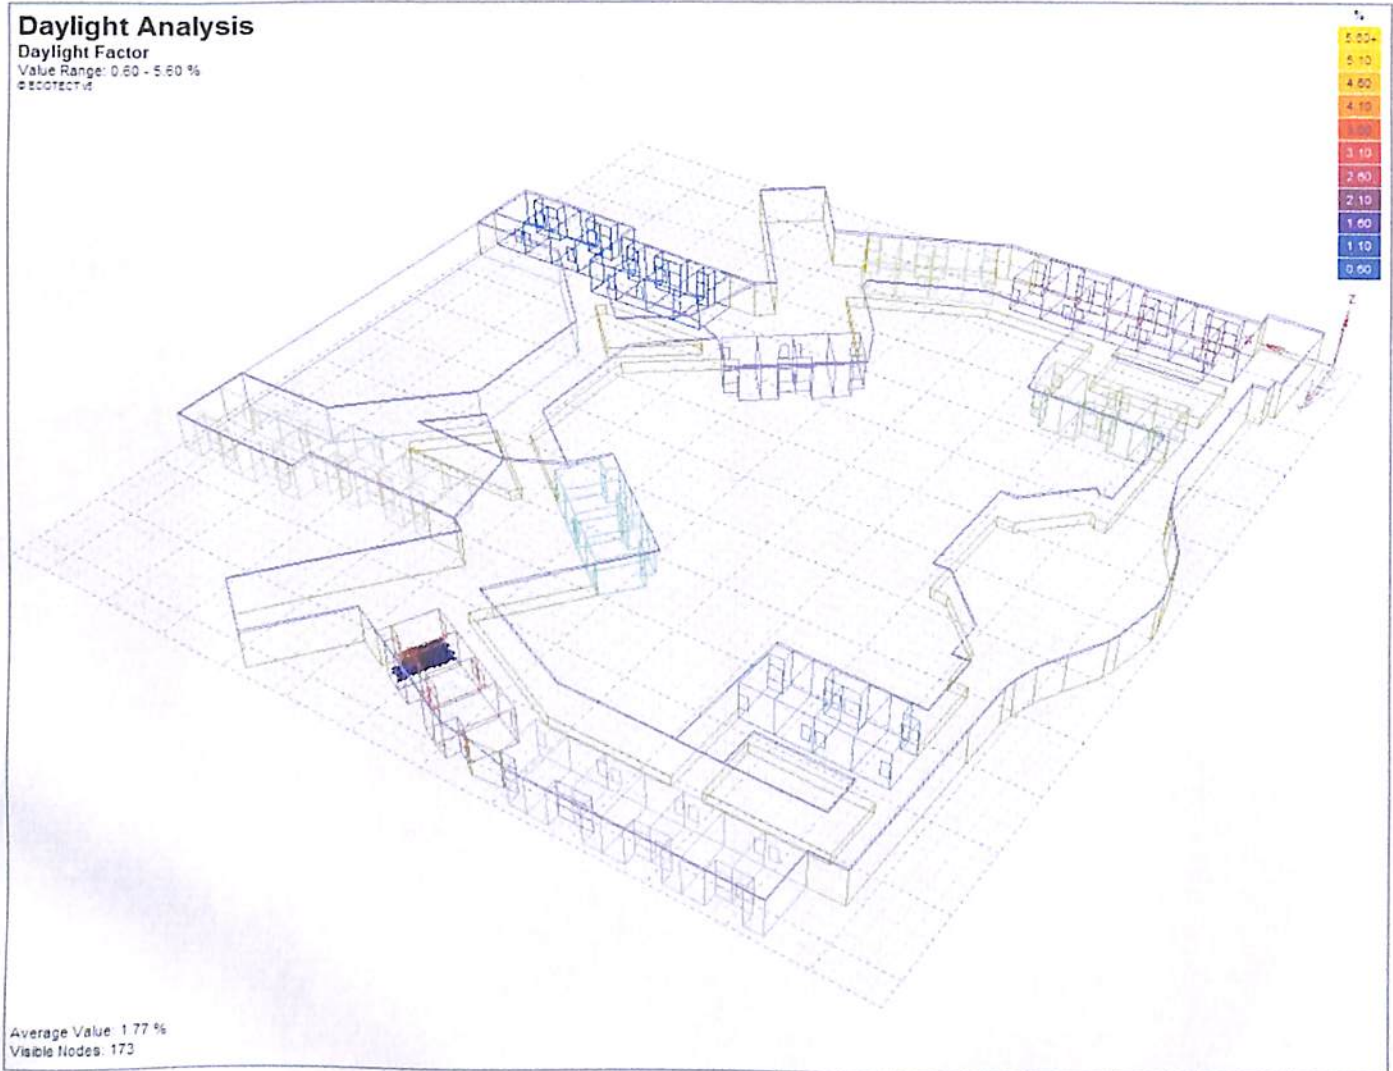 Daylight Analysis
Daylight Factor
Value Range: 0.60 - 5.60 %
© ECOTECT v5
%
5.60+
5.10
4.60
4.10
3.60
3.10
2.60
2.10
1.60
1.10
0.60
Z
Average Value: 1.77 %
Visible Nodes: 173